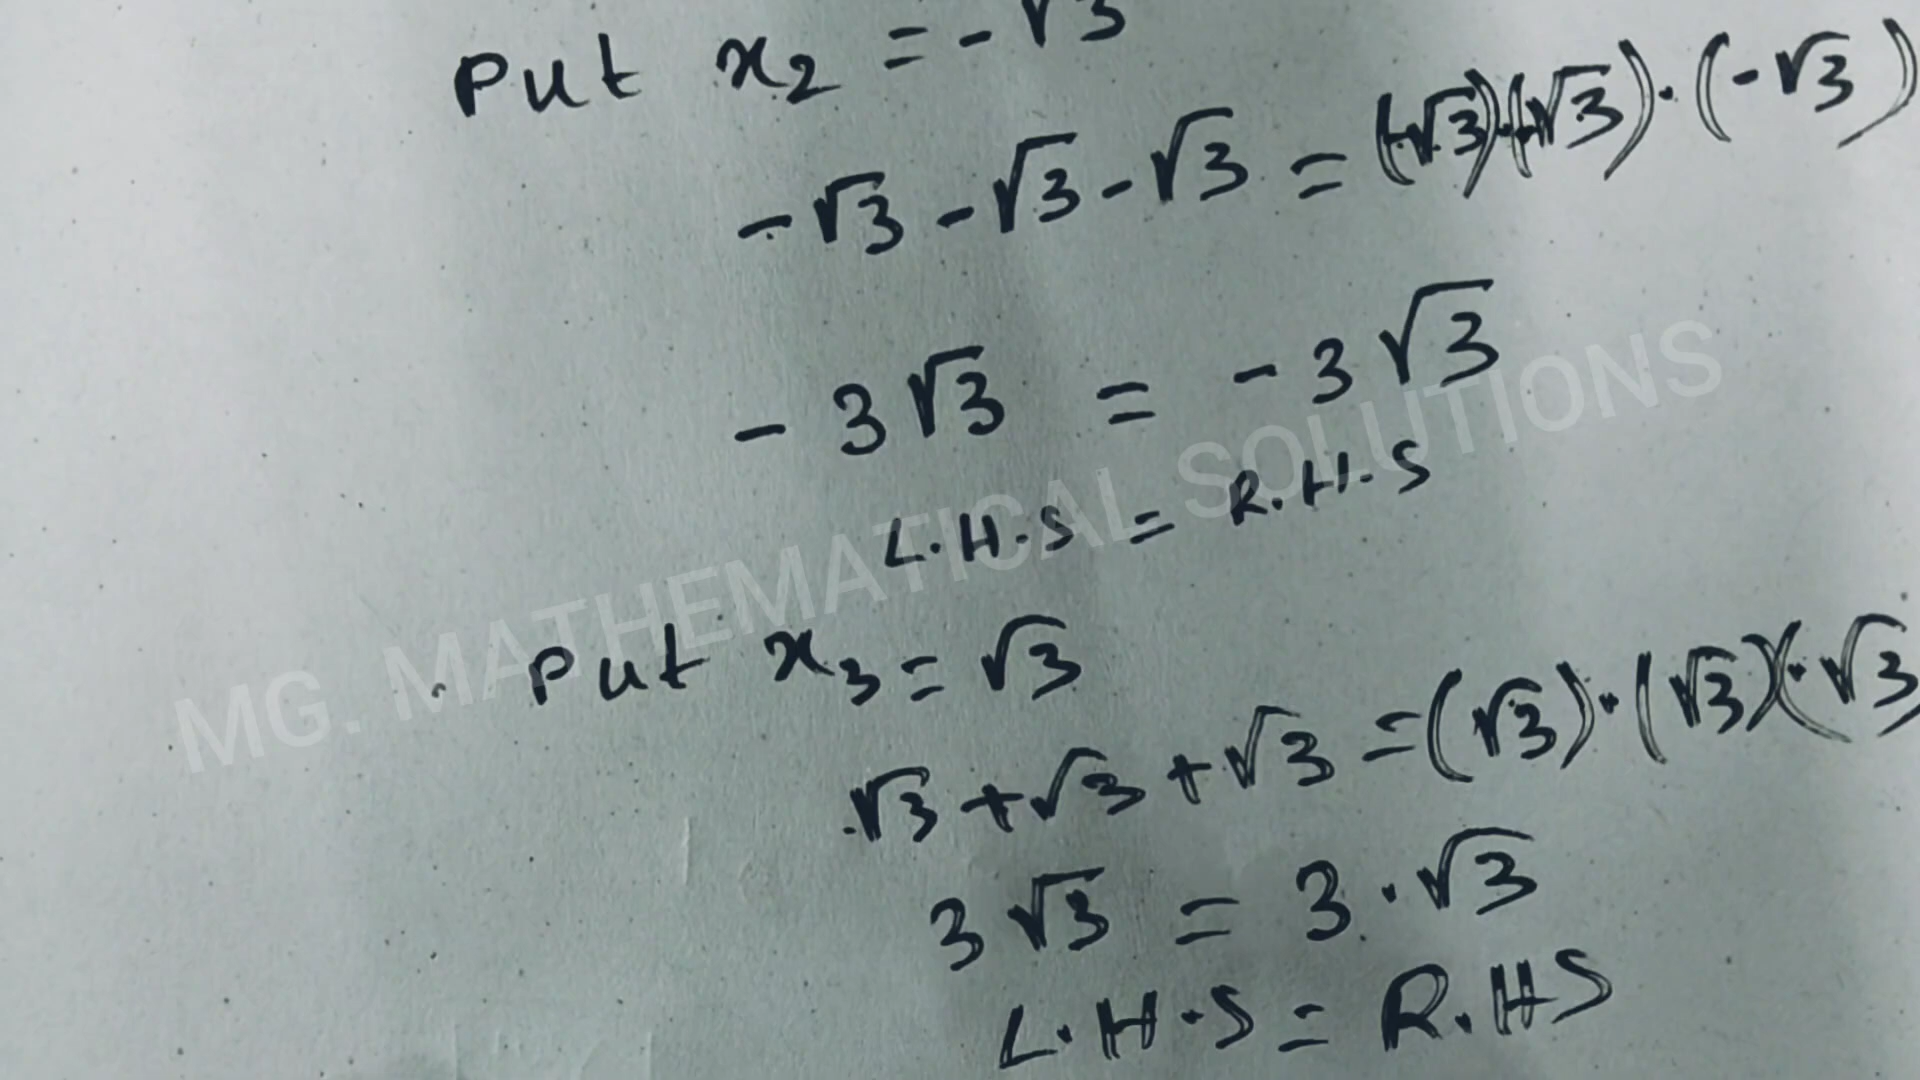 Put x₂ = -√3
-√3 - √3 - √3 = (-√3)·(-√3)·(-√3)
- 3√3 = - 3√3
L.H.S = R.H.S
Put x₃ = √3
√3 + √3 + √3 = (√3)·(√3)(·√3
3√3 = 3·√3
L.H.S = R.HS
MG. MATHEMATICAL SOLUTIONS